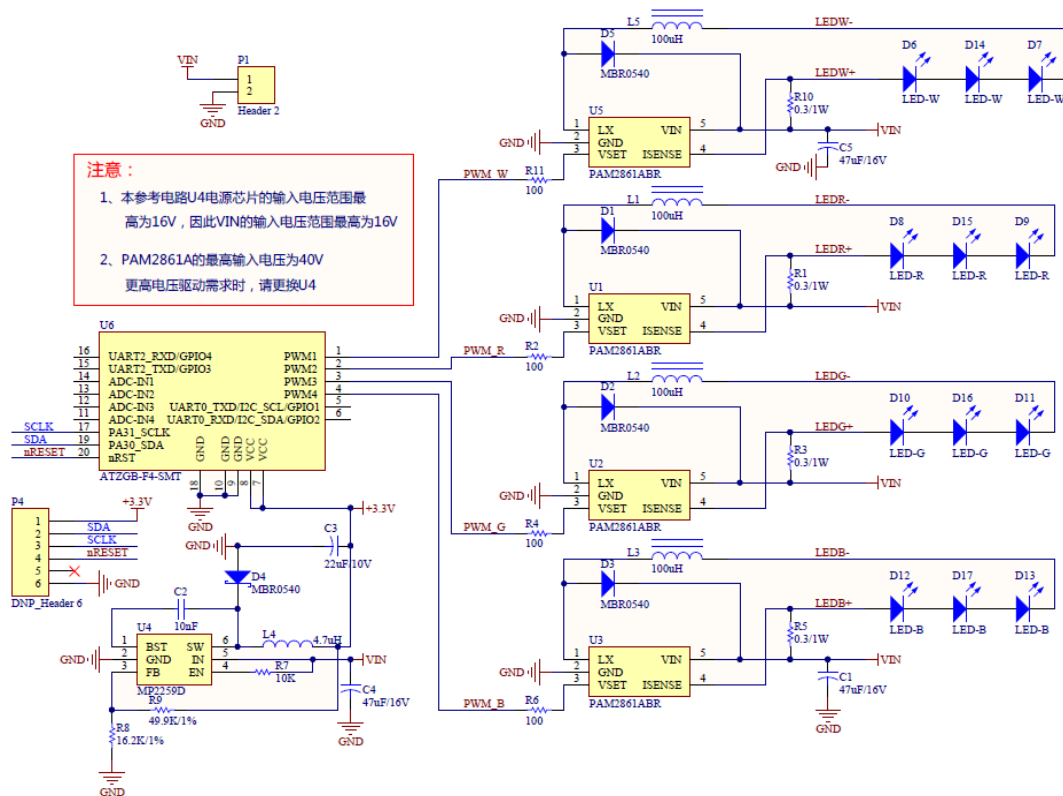 VIN
P1
1
2
Header 2
GND
注意：
1、本参考电路U4电源芯片的输入电压范围最
高为16V，因此VIN的输入电压范围最高为16V
2、PAM2861A的最高输入电压为40V
更高电压驱动需求时，请更换U4
U6
16 UART2_RXD/GPIO4 PWM1 1
15 UART2_TXD/GPIO3 PWM2 2
14 ADC-IN1 PWM3 3
13 ADC-IN2 PWM4 4
12 ADC-IN3 UART0_TXD/I2C_SCL/GPIO1 5
11 ADC-IN4 UART0_RXD/I2C_SDA/GPIO2 6
SCLK 17 PA31_SCLK
SDA 19 PA30_SDA
nRESET 20 nRST
GND GND GND VCC VCC
18 10 9 8 7
ATZGB-F4-SMT
GND
+3.3V
P4
+3.3V
1
2 SDA
3 SCLK
4 nRESET
5
6 GND
DNP_Header 6
GND
C3
22uF/10V
D4
MBR0540
C2
10nF
U4
1 BST SW 6
GND 2 GND IN 5
3 FB EN 4
MP2259D
L4
4.7uH
R7
10K
VIN
C4
47uF/16V
GND
R9
49.9K/1%
R8
16.2K/1%
GND
L5
100uH
LEDW-
D5
MBR0540
D6 D14 D7
LEDW+
LED-W LED-W LED-W
R10
0.3/1W
U5
1 LX VIN 5
GND 2 GND
3 VSET ISENSE 4
PAM2861ABR
VIN
C5
47uF/16V
GND
PWM_W
R11
100
L1
100uH
LEDR-
D1
MBR0540
D8 D15 D9
LEDR+
LED-R LED-R LED-R
R1
0.3/1W
U1
1 LX VIN 5
GND 2 GND
3 VSET ISENSE 4
PAM2861ABR
VIN
PWM_R
R2
100
L2
100uH
LEDG-
D2
MBR0540
D10 D16 D11
LEDG+
LED-G LED-G LED-G
R3
0.3/1W
U2
1 LX VIN 5
GND 2 GND
3 VSET ISENSE 4
PAM2861ABR
VIN
PWM_G
R4
100
L3
100uH
LEDB-
D3
MBR0540
D12 D17 D13
LEDB+
LED-B LED-B LED-B
R5
0.3/1W
U3
1 LX VIN 5
GND 2 GND
3 VSET ISENSE 4
PAM2861ABR
VIN
C1
47uF/16V
GND
PWM_B
R6
100